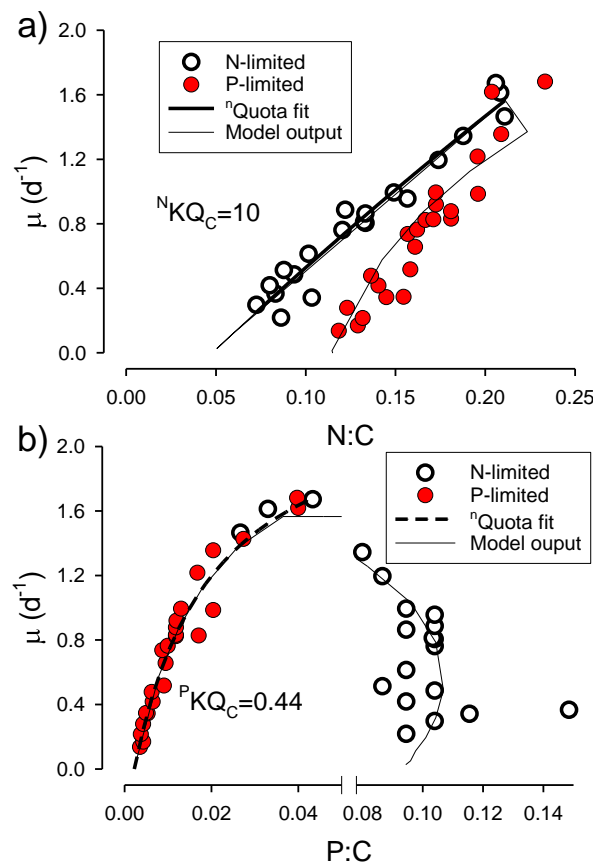 a)
2.0
1.6
1.2
0.8
0.4
0.0
μ (d⁻¹)
N-limited
P-limited
ⁿQuota fit
Model output
ᴺKQ_C=10
0.00 0.05 0.10 0.15 0.20 0.25
N:C
b)
2.0
1.6
1.2
0.8
0.4
0.0
μ (d⁻¹)
N-limited
P-limited
ⁿQuota fit
Model ouput
ᴾKQ_C=0.44
0.00 0.02 0.04 0.08 0.10 0.12 0.14
P:C